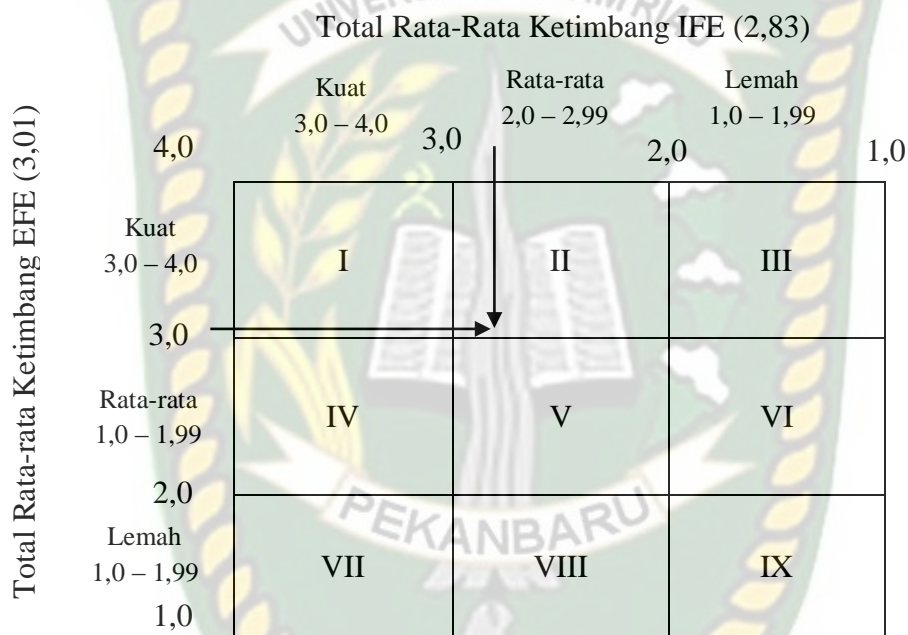 Total Rata-Rata Ketimbang IFE (2,83)
Kuat
3,0 – 4,0
Rata-rata
2,0 – 2,99
Lemah
1,0 – 1,99
4,0
3,0
2,0
1,0
Total Rata-rata Ketimbang EFE (3,01)
Kuat
3,0 – 4,0
I
II
III
3,0
Rata-rata
1,0 – 1,99
IV
V
VI
2,0
Lemah
1,0 – 1,99
VII
VIII
IX
1,0
PEKANBARU